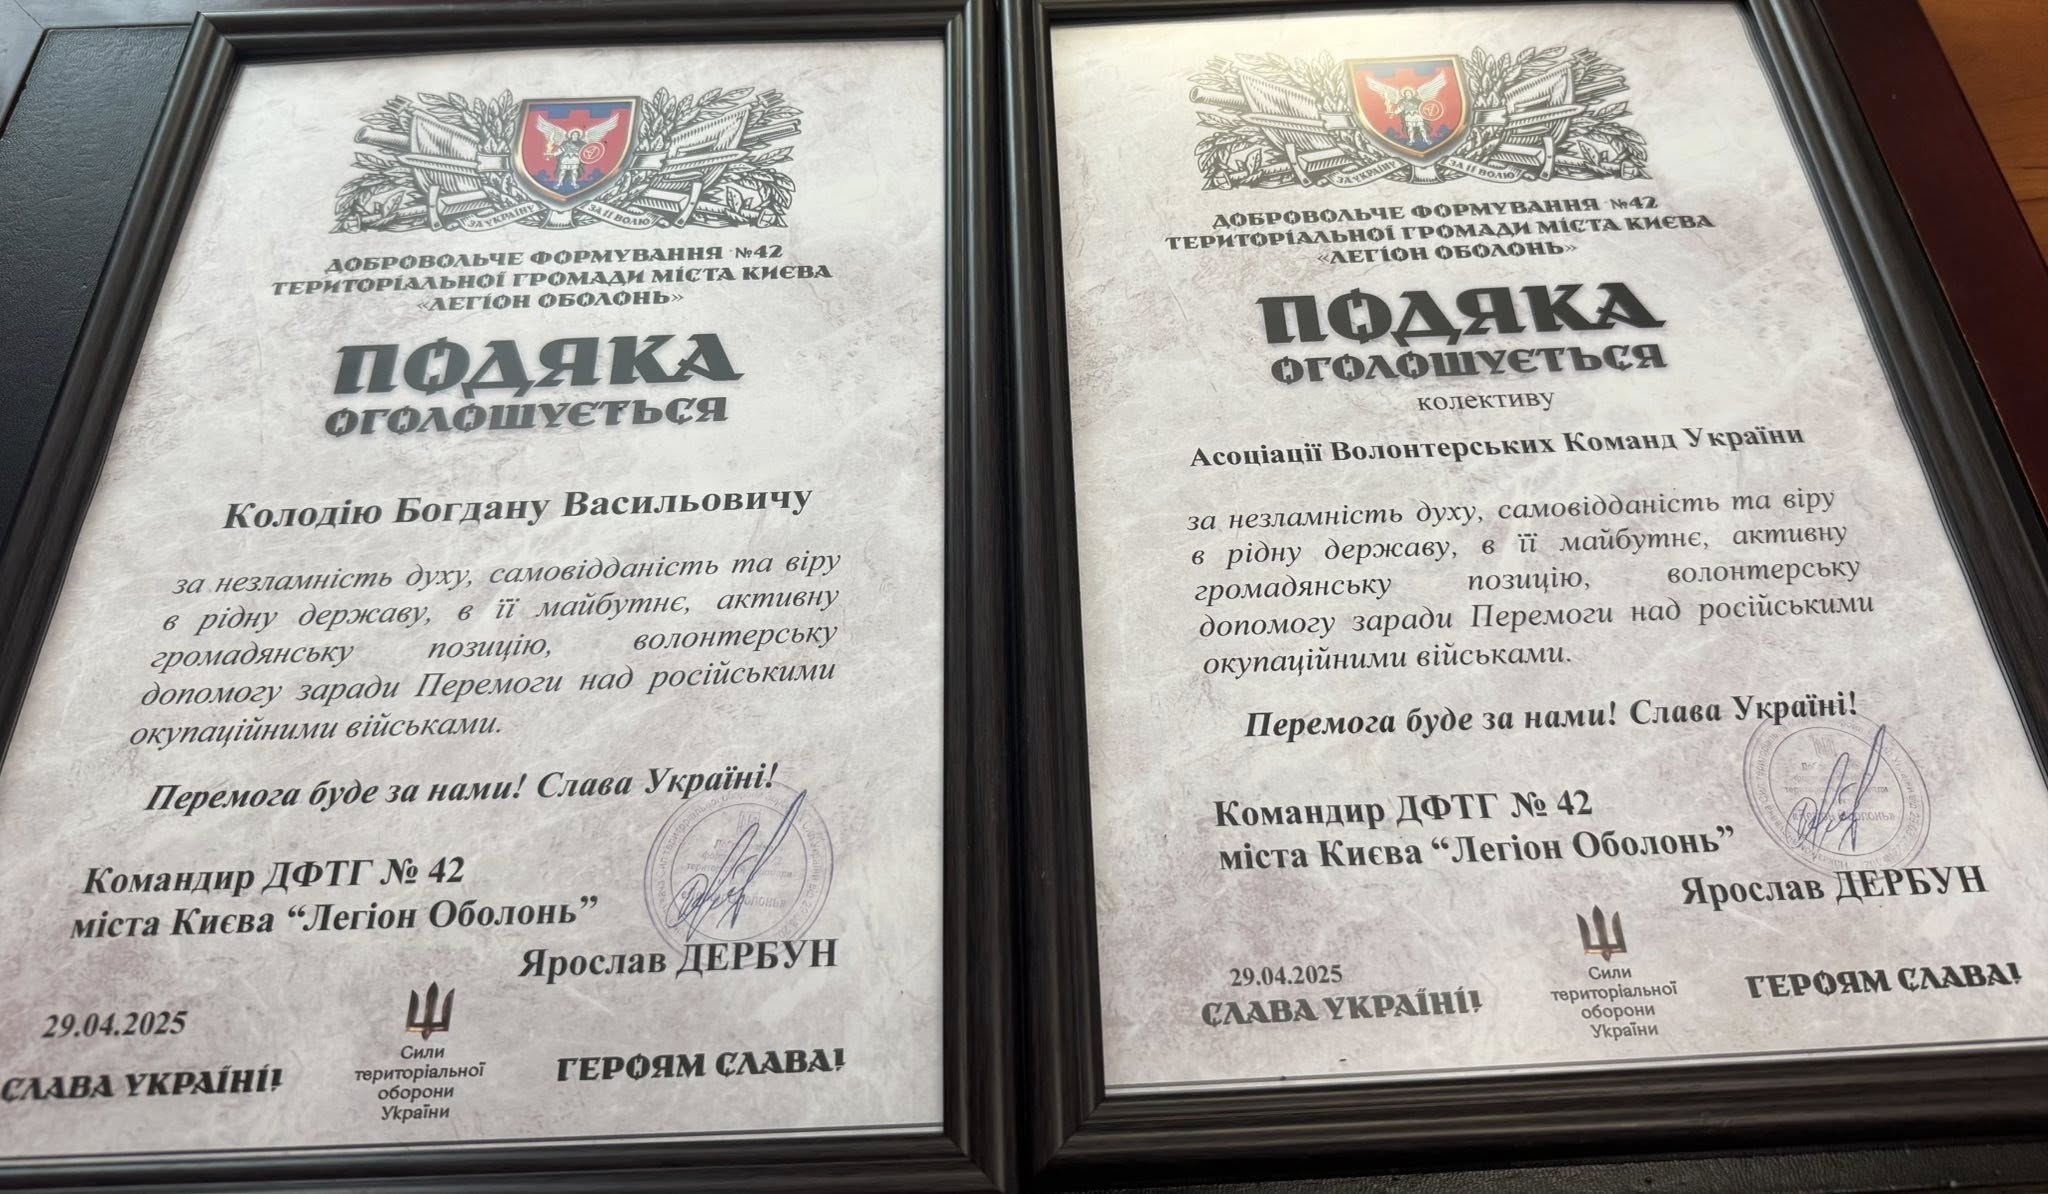 ЗА УКРАЇНУ ЗА ЇЇ ВОЛЮ
ДОБРОВОЛЬЧЕ ФОРМУВАННЯ №42
ТЕРИТОРІАЛЬНОЇ ГРОМАДИ МІСТА КИЄВА
«ЛЕГІОН ОБОЛОНЬ»
ПОДЯКА
ОГОЛОШУЄТЬСЯ
Колодію Богдану Васильовичу
за незламність духу, самовідданість та віру
в рідну державу, в її майбутнє, активну
громадянську позицію, волонтерську
допомогу заради Перемоги над російськими
окупаційними військами.
Перемога буде за нами! Слава Україні!
Командир ДФТГ № 42
міста Києва “Легіон Оболонь”
Ярослав ДЕРБУН
29.04.2025
СЛАВА УКРАЇНІ!
Сили
територіальної
оборони
України
ГЕРОЯМ СЛАВА!
ЗА УКРАЇНУ ЗА ЇЇ ВОЛЮ
ДОБРОВОЛЬЧЕ ФОРМУВАННЯ №42
ТЕРИТОРІАЛЬНОЇ ГРОМАДИ МІСТА КИЄВА
«ЛЕГІОН ОБОЛОНЬ»
ПОДЯКА
ОГОЛОШУЄТЬСЯ
колективу
Асоціації Волонтерських Команд України
за незламність духу, самовідданість та віру
в рідну державу, в її майбутнє, активну
громадянську позицію, волонтерську
допомогу заради Перемоги над російськими
окупаційними військами.
Перемога буде за нами! Слава Україні!
Командир ДФТГ № 42
міста Києва “Легіон Оболонь”
«Легіон Оболонь»
Ярослав ДЕРБУН
29.04.2025
СЛАВА УКРАЇНІ!
Сили
територіальної
оборони
України
ГЕРОЯМ СЛАВА!